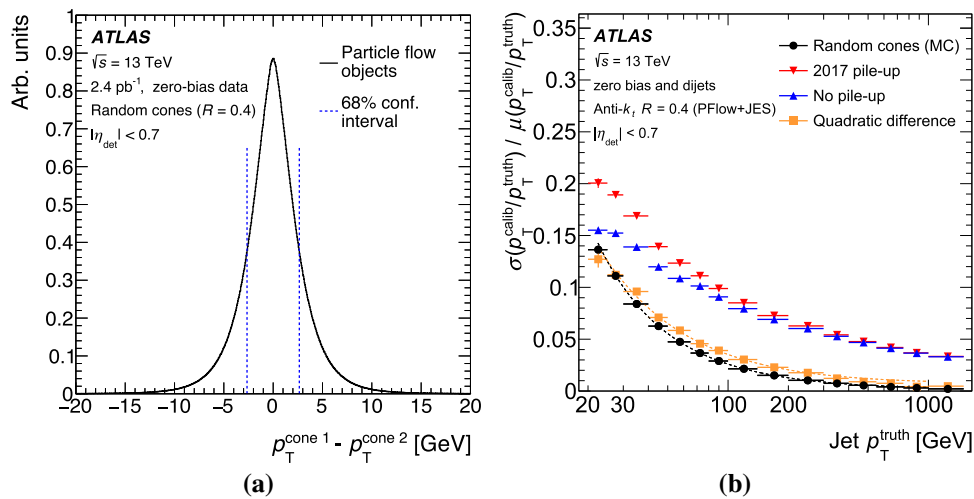 ATLAS
√s = 13 TeV
2.4 pb⁻¹, zero-bias data
Random cones (R = 0.4)
|η_det| < 0.7
Particle flow
objects
68% conf.
interval
Arb. units
1
0.9
0.8
0.7
0.6
0.5
0.4
0.3
0.2
0.1
0
−20 −15 −10 −5 0 5 10 15 20
p_T^cone 1 - p_T^cone 2 [GeV]
(a)
ATLAS
√s = 13 TeV
zero bias and dijets
Anti-k_t R = 0.4 (PFlow+JES)
|η_det| < 0.7
Random cones (MC)
2017 pile-up
No pile-up
Quadratic difference
σ(p_T^calib/p_T^truth) / μ(p_T^calib/p_T^truth)
0.35
0.3
0.25
0.2
0.15
0.1
0.05
0
20 30 100 200 1000
Jet p_T^truth [GeV]
(b)